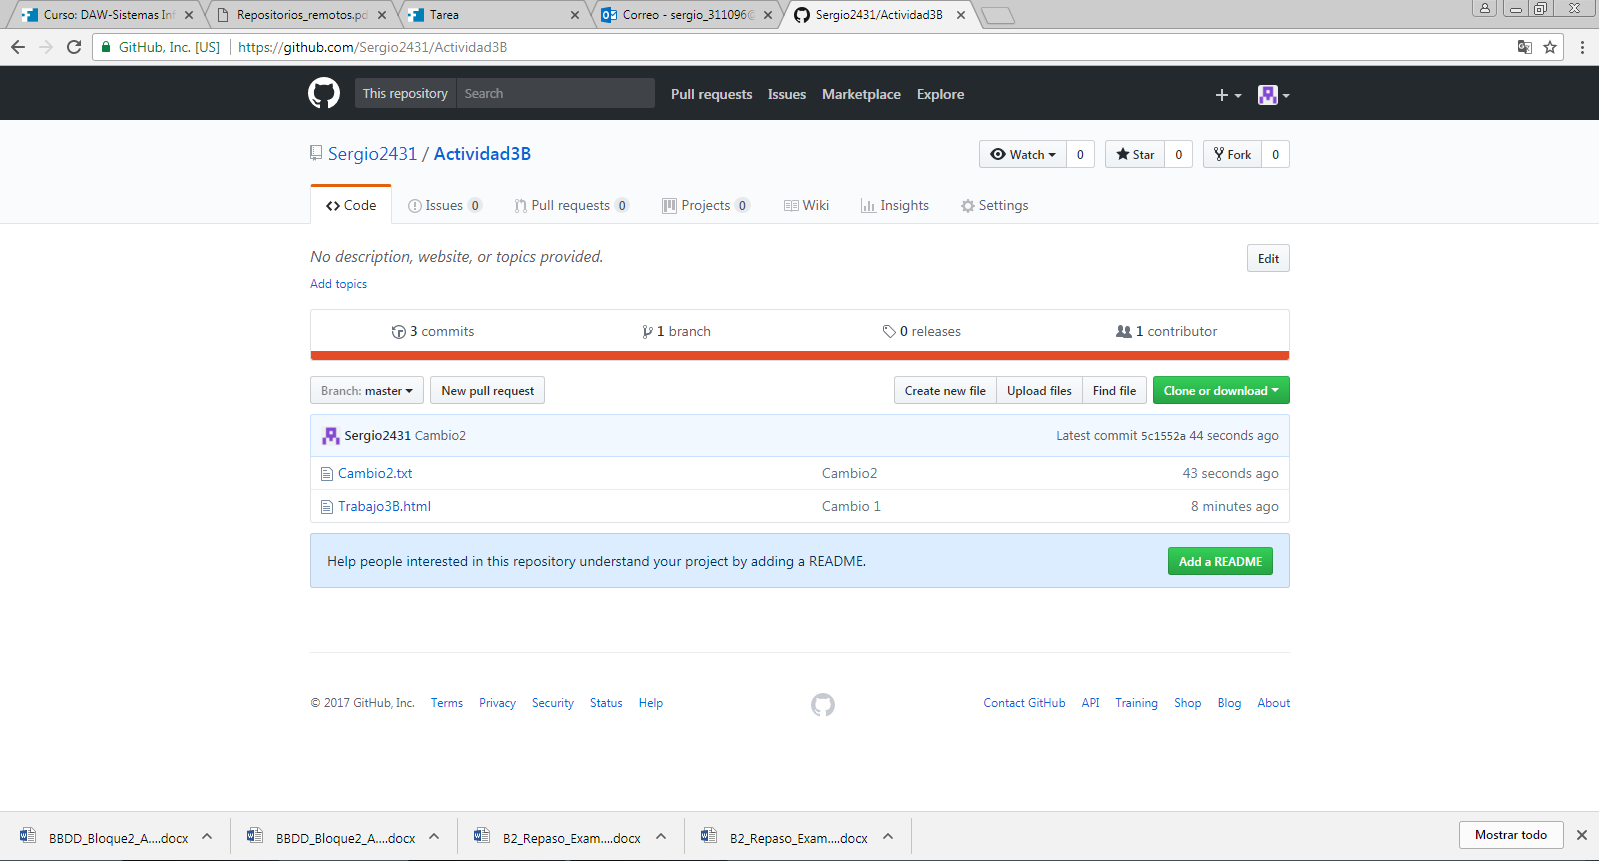 Curso: DAW-Sistemas Inf
Repositorios_remotos.pd
Tarea
Correo - sergio_311096@
Sergio2431/Actividad3B
GitHub, Inc. [US] https://github.com/Sergio2431/Actividad3B
This repository Search Pull requests Issues Marketplace Explore
Sergio2431 / Actividad3B Watch 0 Star 0 Fork 0
Code Issues 0 Pull requests 0 Projects 0 Wiki Insights Settings
No description, website, or topics provided. Edit
Add topics
3 commits 1 branch 0 releases 1 contributor
Branch: master New pull request Create new file Upload files Find file Clone or download
Sergio2431 Cambio2 Latest commit 5c1552a 44 seconds ago
Cambio2.txt Cambio2 43 seconds ago
Trabajo3B.html Cambio 1 8 minutes ago
Help people interested in this repository understand your project by adding a README. Add a README
© 2017 GitHub, Inc. Terms Privacy Security Status Help Contact GitHub API Training Shop Blog About
BBDD_Bloque2_A....docx BBDD_Bloque2_A....docx B2_Repaso_Exam....docx B2_Repaso_Exam....docx Mostrar todo